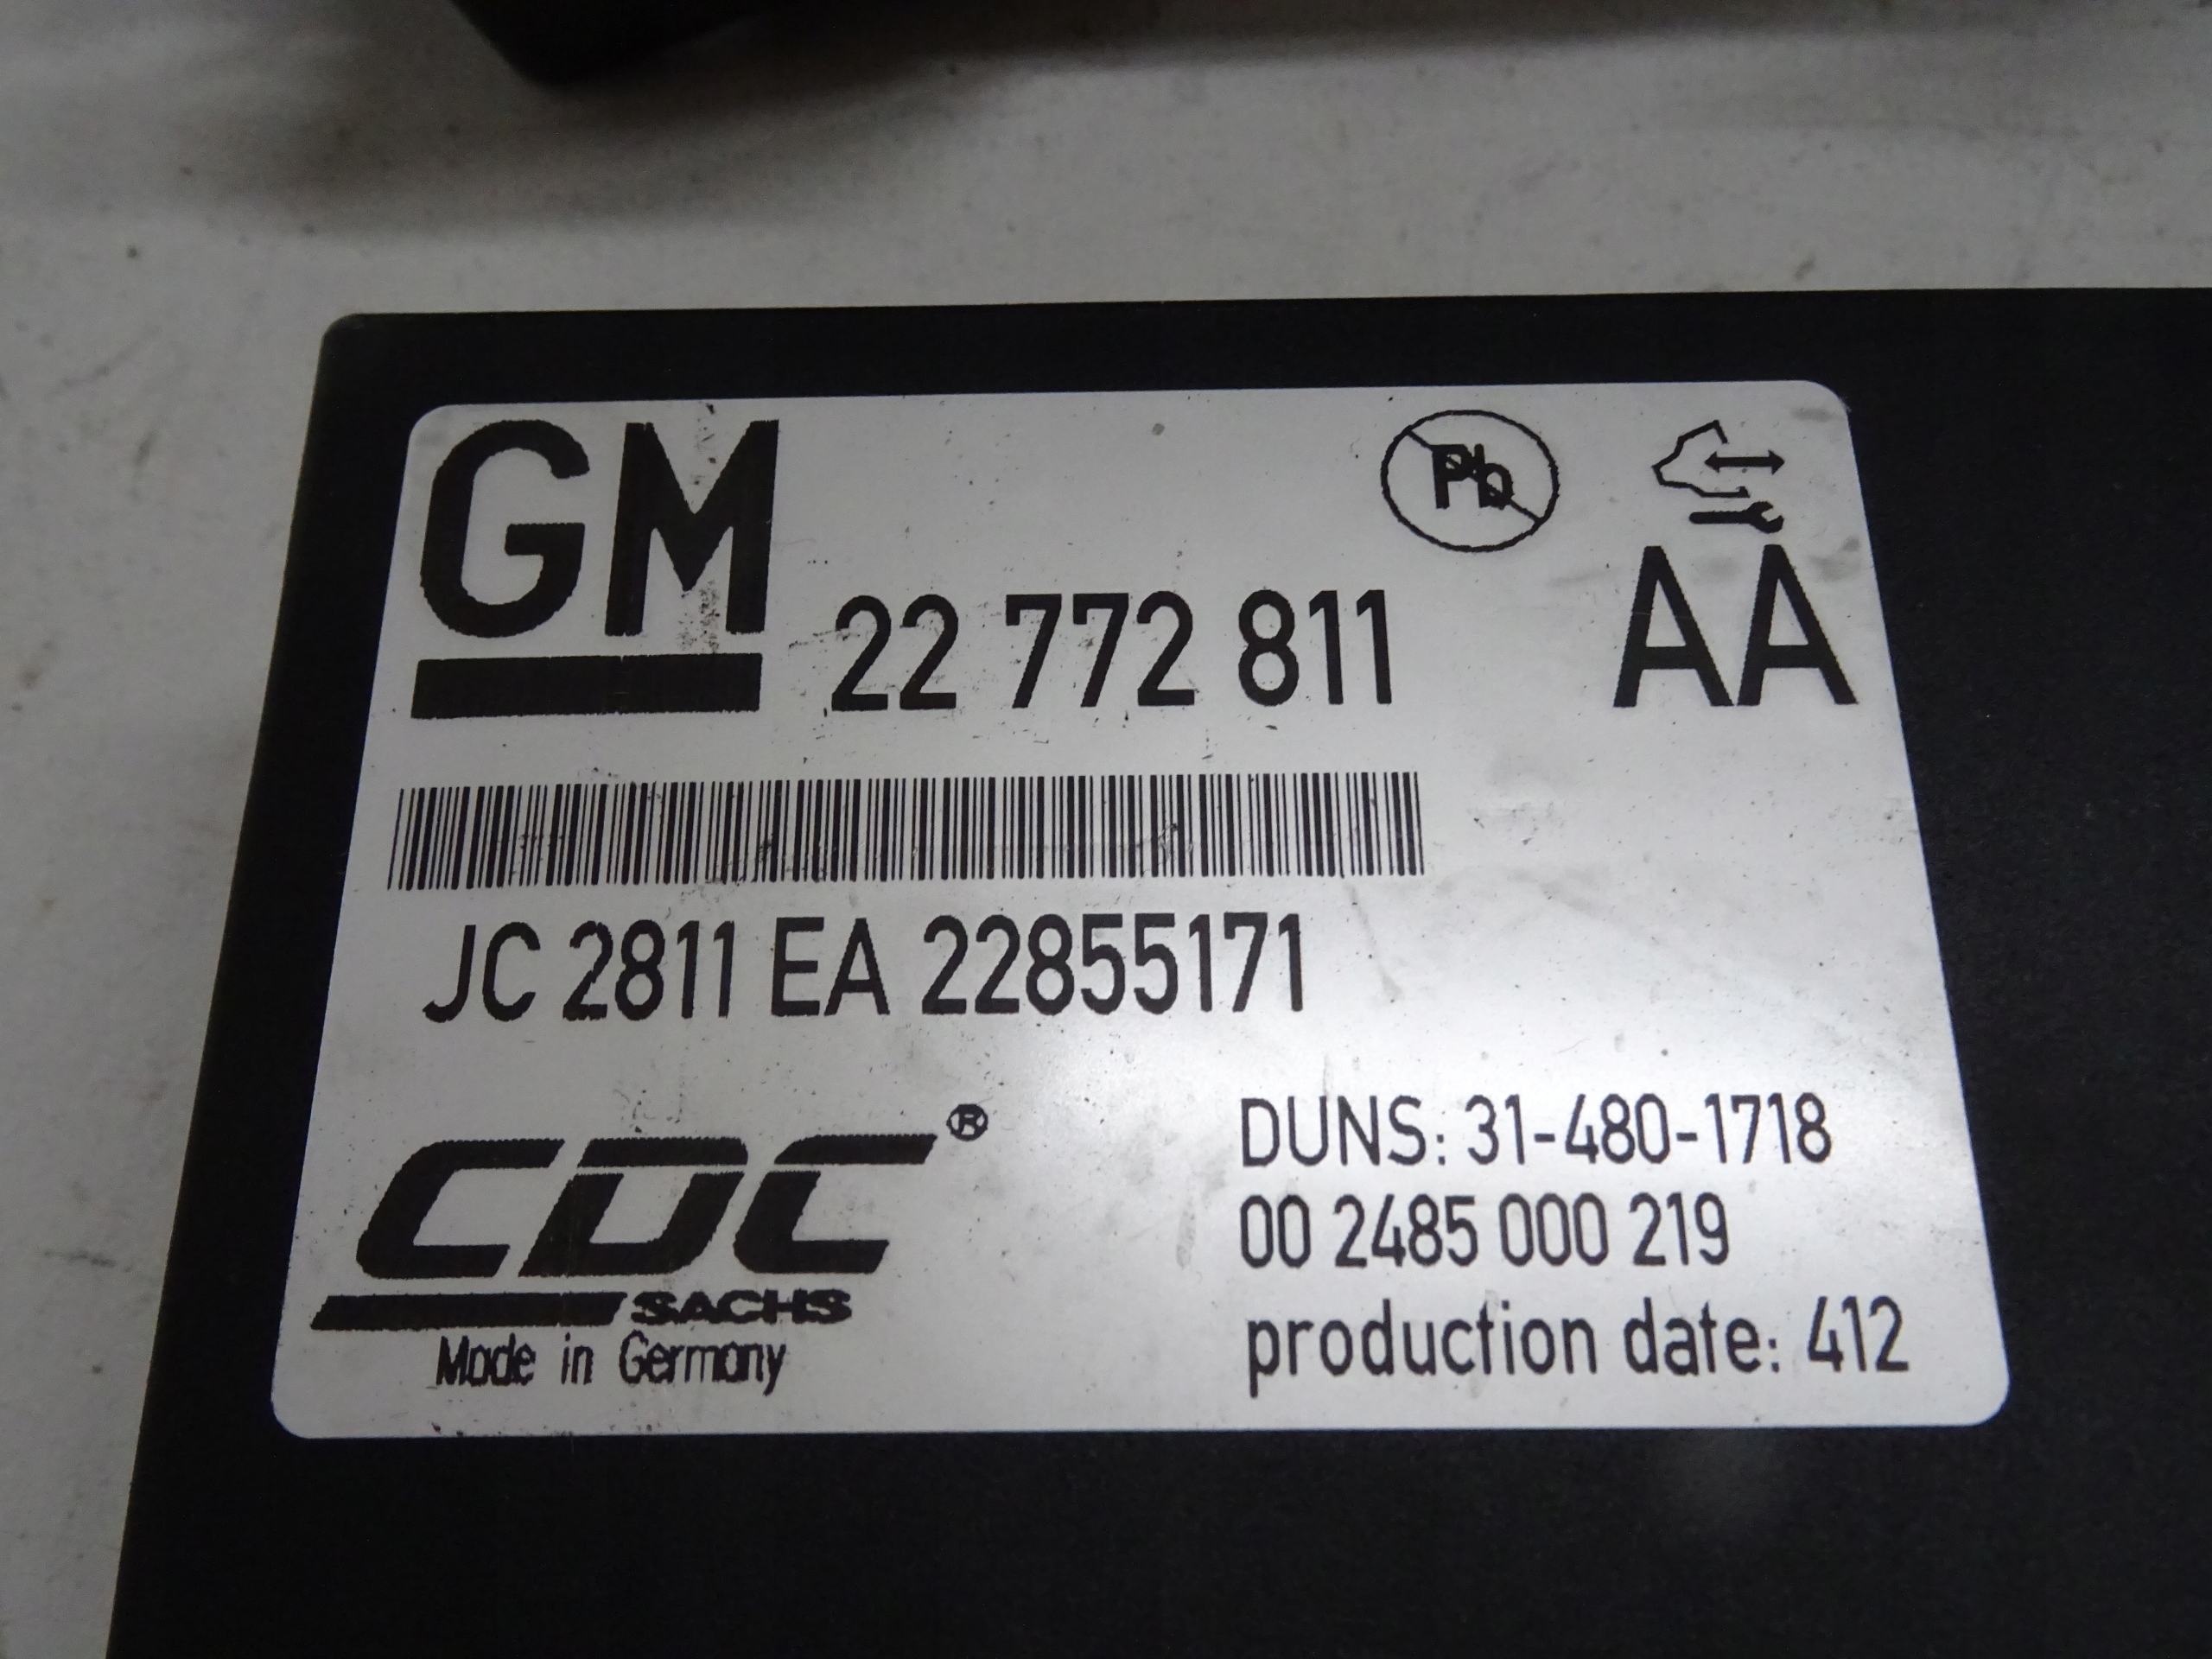 GM
Pb
22 772 811
AA
JC 2811 EA 22855171
CDC®
SACHS
Made in Germany
DUNS: 31-480-1718
00 2485 000 219
production date: 412